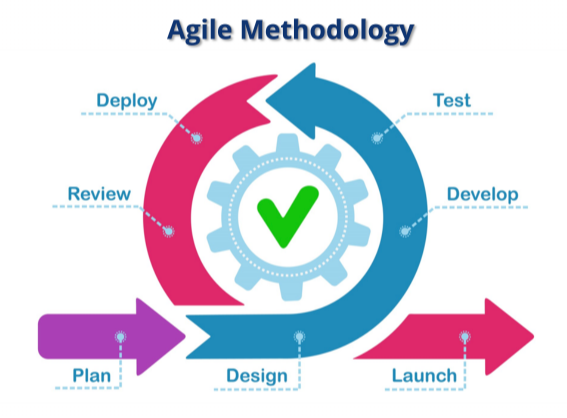 Agile Methodology
Deploy
Test
Review
Develop
Plan
Design
Launch